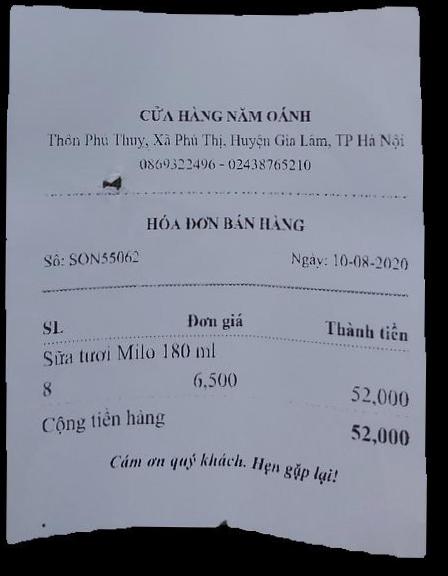 CỬA HÀNG NĂM OÁNH
Thôn Phú Thụy, Xã Phú Thị, Huyện Gia Lâm, TP Hà Nội
0869322496 - 02438765210
HÓA ĐƠN BÁN HÀNG
Số: SON55062 Ngày: 10-08-2020
SL Đơn giá Thành tiền
Sữa tươi Milo 180 ml
8 6,500 52,000
Cộng tiền hàng 52,000
Cảm ơn quý khách. Hẹn gặp lại!